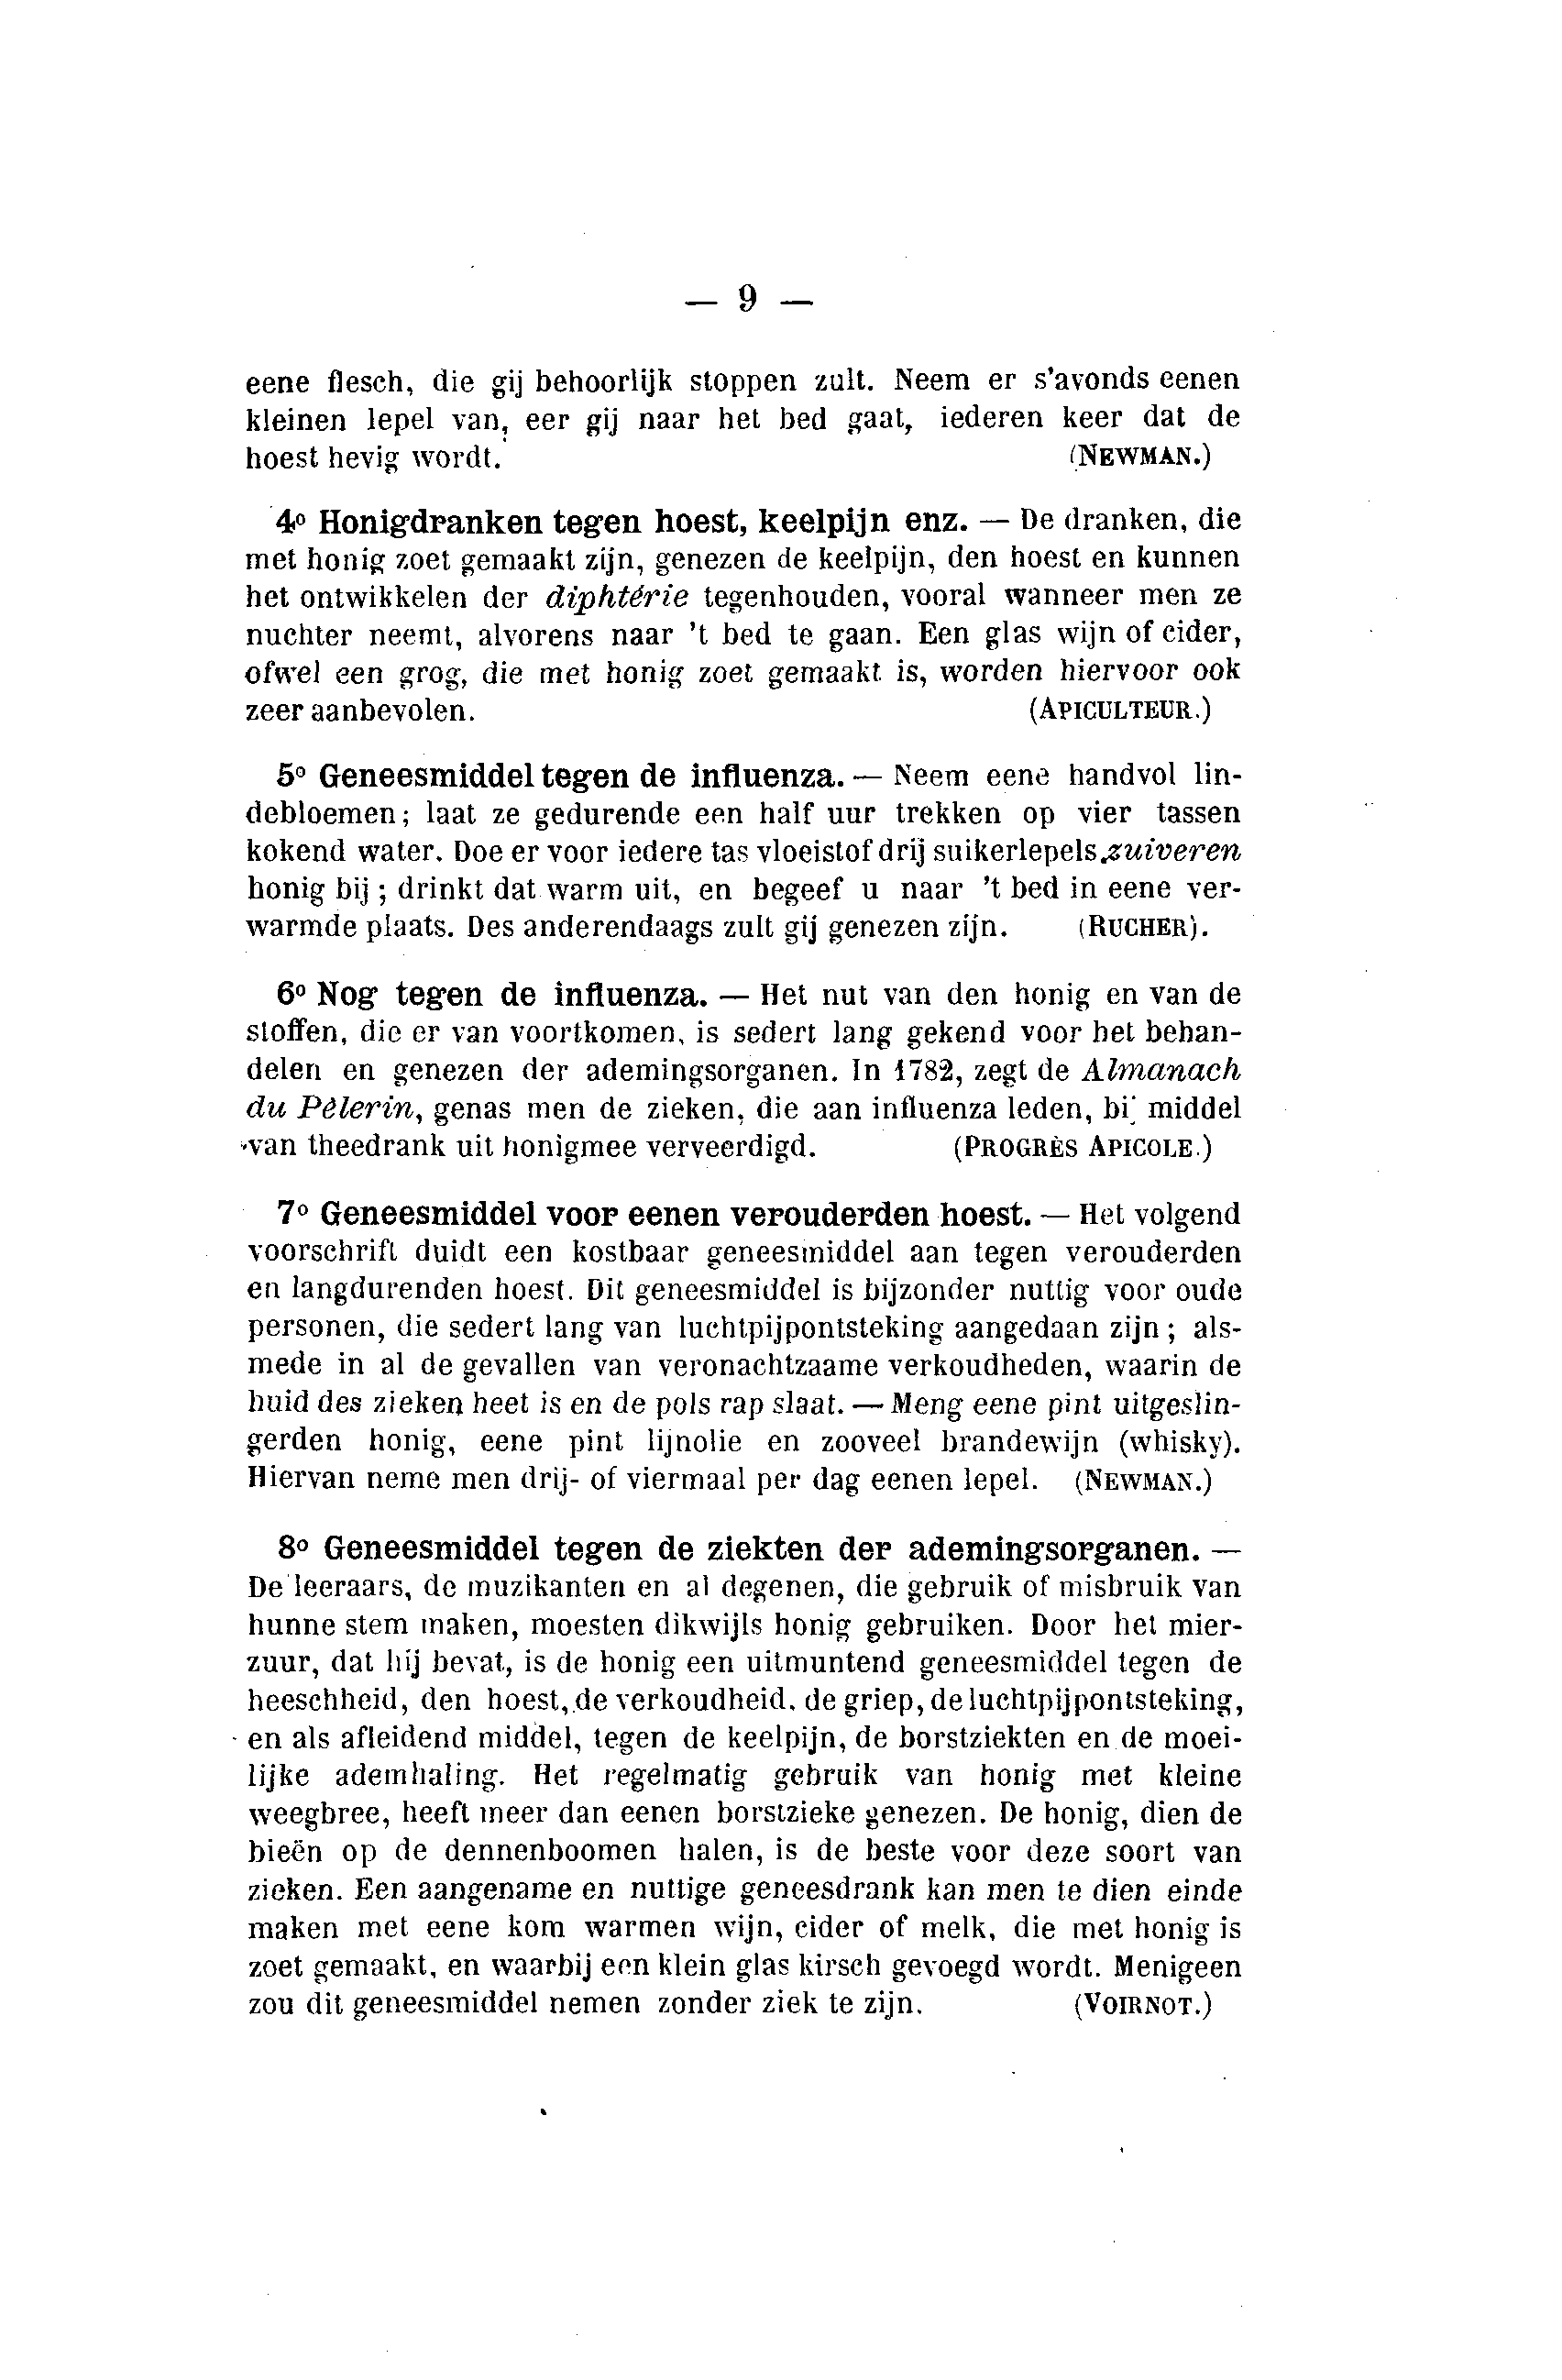 — 9 —
eene flesch, die gij behoorlijk stoppen zult. Neem er s'avonds eenen
kleinen lepel van, eer gij naar het bed gaat, iederen keer dat de
hoest hevig wordt. (NEWMAN.)
4º Honigdranken tegen hoest, keelpijn enz. — De dranken, die
met honig zoet gemaakt zijn, genezen de keelpijn, den hoest en kunnen
het ontwikkelen der diphtérie tegenhouden, vooral wanneer men ze
nuchter neemt, alvorens naar 't bed te gaan. Een glas wijn of cider,
ofwel een grog, die met honig zoet gemaakt is, worden hiervoor ook
zeer aanbevolen. (APICULTEUR.)
5º Geneesmiddel tegen de influenza. — Neem eene handvol lin-
debloemen; laat ze gedurende een half uur trekken op vier tassen
kokend water. Doe er voor iedere tas vloeistof drij suikerlepels zuiveren
honig bij ; drinkt dat warm uit, en begeef u naar 't bed in eene ver-
warmde plaats. Des anderendaags zult gij genezen zijn. (RUCHER).
6º Nog tegen de influenza. — Het nut van den honig en van de
stoffen, die er van voortkomen, is sedert lang gekend voor het behan-
delen en genezen der ademingsorganen. In 1782, zegt de Almanach
du Pèlerin, genas men de zieken, die aan influenza leden, bij middel
van theedrank uit honigmee verveerdigd. (PROGRÈS APICOLE.)
7º Geneesmiddel voor eenen verouderden hoest. — Het volgend
voorschrift duidt een kostbaar geneesmiddel aan tegen verouderden
en langdurenden hoest. Dit geneesmiddel is bijzonder nuttig voor oude
personen, die sedert lang van luchtpijpontsteking aangedaan zijn ; als-
mede in al de gevallen van veronachtzaame verkoudheden, waarin de
huid des zieken heet is en de pols rap slaat. — Meng eene pint uitgeslin-
gerden honig, eene pint lijnolie en zooveel brandewijn (whisky).
Hiervan neme men drij- of viermaal per dag eenen lepel. (NEWMAN.)
8º Geneesmiddel tegen de ziekten der ademingsorganen. —
De leeraars, de muzikanten en al degenen, die gebruik of misbruik van
hunne stem maken, moesten dikwijls honig gebruiken. Door het mier-
zuur, dat hij bevat, is de honig een uitmuntend geneesmiddel tegen de
heeschheid, den hoest, de verkoudheid, de griep, de luchtpijpontsteking,
en als afleidend middel, tegen de keelpijn, de borstziekten en de moei-
lijke ademhaling. Het regelmatig gebruik van honig met kleine
weegbree, heeft meer dan eenen borstzieke genezen. De honig, dien de
bieën op de dennenboomen halen, is de beste voor deze soort van
zieken. Een aangename en nuttige geneesdrank kan men te dien einde
maken met eene kom warmen wijn, cider of melk, die met honig is
zoet gemaakt, en waarbij een klein glas kirsch gevoegd wordt. Menigeen
zou dit geneesmiddel nemen zonder ziek te zijn. (VOIRNOT.)